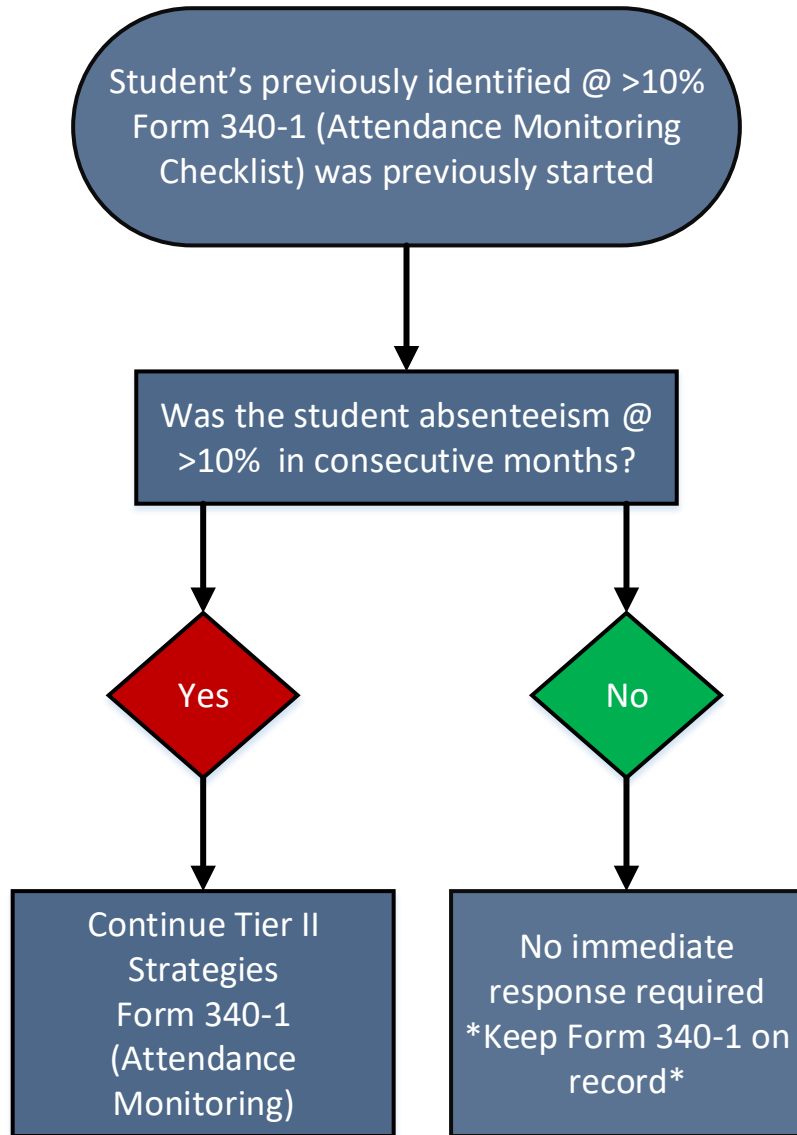 Student’s previously identified @ >10%
Form 340-1 (Attendance Monitoring
Checklist) was previously started
Was the student absenteeism @
>10%  in consecutive months?
Yes
No
Continue Tier II
Strategies
Form 340-1
(Attendance
Monitoring)
No immediate
response required
*Keep Form 340-1 on
record*